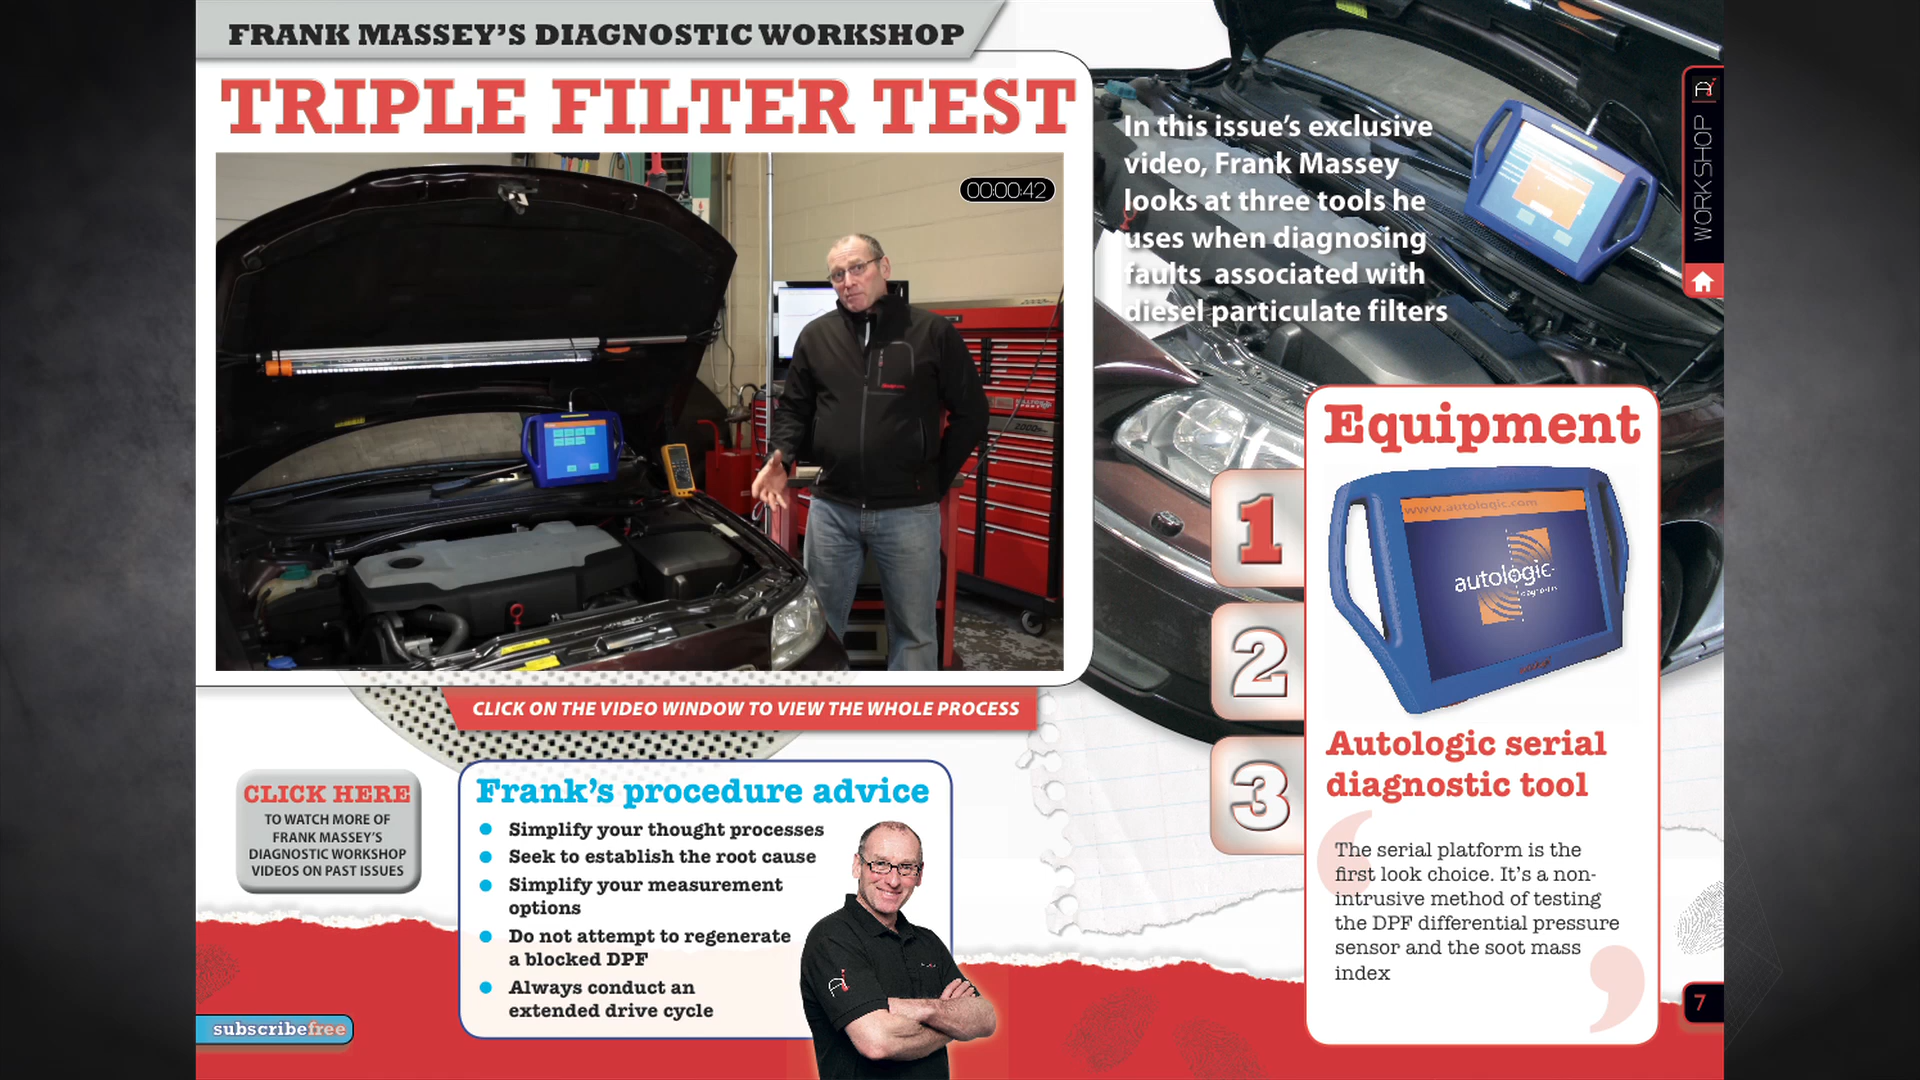 FRANK MASSEY'S DIAGNOSTIC WORKSHOP
TRIPLE FILTER TEST
00:00:42
In this issue's exclusive
video, Frank Massey
looks at three tools he
uses when diagnosing
faults associated with
diesel particulate filters
WORKSHOP
Equipment
1
2
3
www.autologic.com
autologic
Autologic serial
diagnostic tool
The serial platform is the
first look choice. It's a non-
intrusive method of testing
the DPF differential pressure
sensor and the soot mass
index
CLICK ON THE VIDEO WINDOW TO VIEW THE WHOLE PROCESS
CLICK HERE
TO WATCH MORE OF
FRANK MASSEY'S
DIAGNOSTIC WORKSHOP
VIDEOS ON PAST ISSUES
Frank's procedure advice
Simplify your thought processes
Seek to establish the root cause
Simplify your measurement
options
Do not attempt to regenerate
a blocked DPF
Always conduct an
extended drive cycle
subscribefree
7